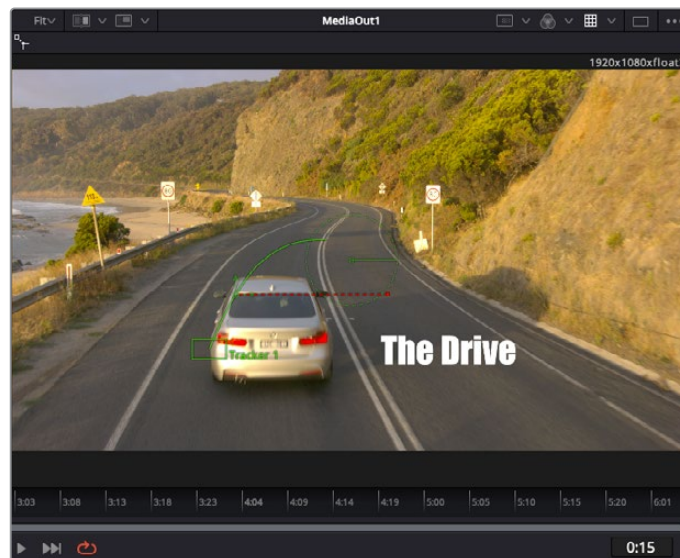 Fit MediaOut1
1920x1080xfloat
Tracker 1
The Drive
3:03 3:08 3:13 3:18 3:23 4:04 4:09 4:14 4:19 5:00 5:05 5:10 5:15 5:20 6:01
0:15